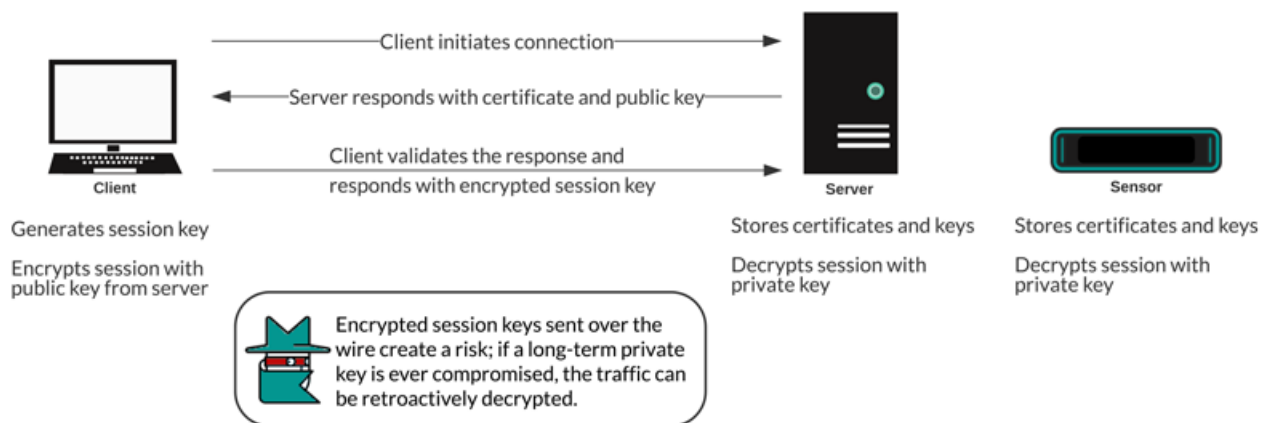 Client initiates connection
Server responds with certificate and public key
Client validates the response and
responds with encrypted session key
Client
Server
Sensor
Generates session key
Encrypts session with
public key from server
Stores certificates and keys
Decrypts session with
private key
Stores certificates and keys
Decrypts session with
private key
Encrypted session keys sent over the
wire create a risk; if a long-term private
key is ever compromised, the traffic can
be retroactively decrypted.